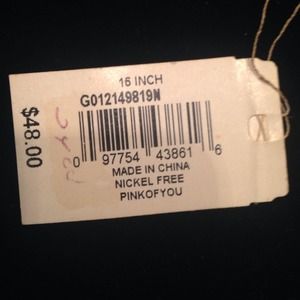 16 INCH
G012149819N
0 97754 43861 6
MADE IN CHINA
NICKEL FREE
PINKOFYOU
$48.00